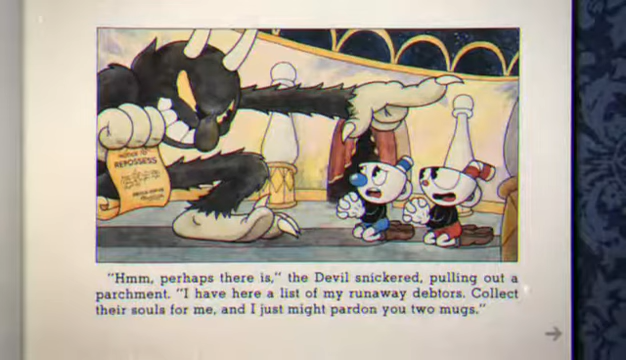 NOTICE TO
REPOSSESS
"Hmm, perhaps there is," the Devil snickered, pulling out a
parchment. "I have here a list of my runaway debtors. Collect
their souls for me, and I just might pardon you two mugs."